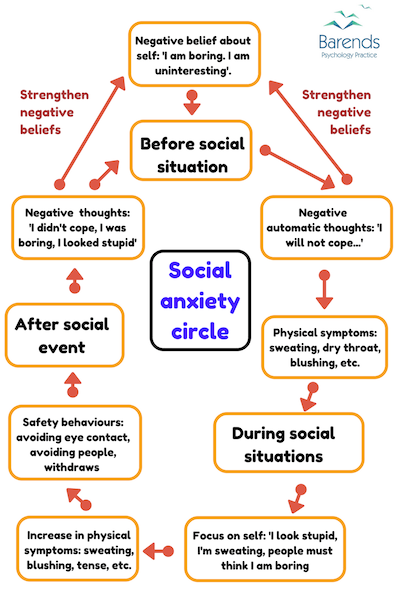 Barends
Psychology Practice
Negative belief about
self: 'I am boring. I am
uninteresting'.
Strengthen
negative
beliefs
Strengthen
negative
beliefs
Before social
situation
Negative thoughts:
'I didn't cope, I was
boring, I looked stupid'
Negative
automatic thoughts: 'I
will not cope...'
Social
anxiety
circle
After social
event
Physical symptoms:
sweating, dry throat,
blushing, etc.
Safety behaviours:
avoiding eye contact,
avoiding people,
withdraws
During social
situations
Increase in physical
symptoms: sweating,
blushing, tense, etc.
Focus on self: 'I look stupid,
I'm sweating, people must
think I am boring